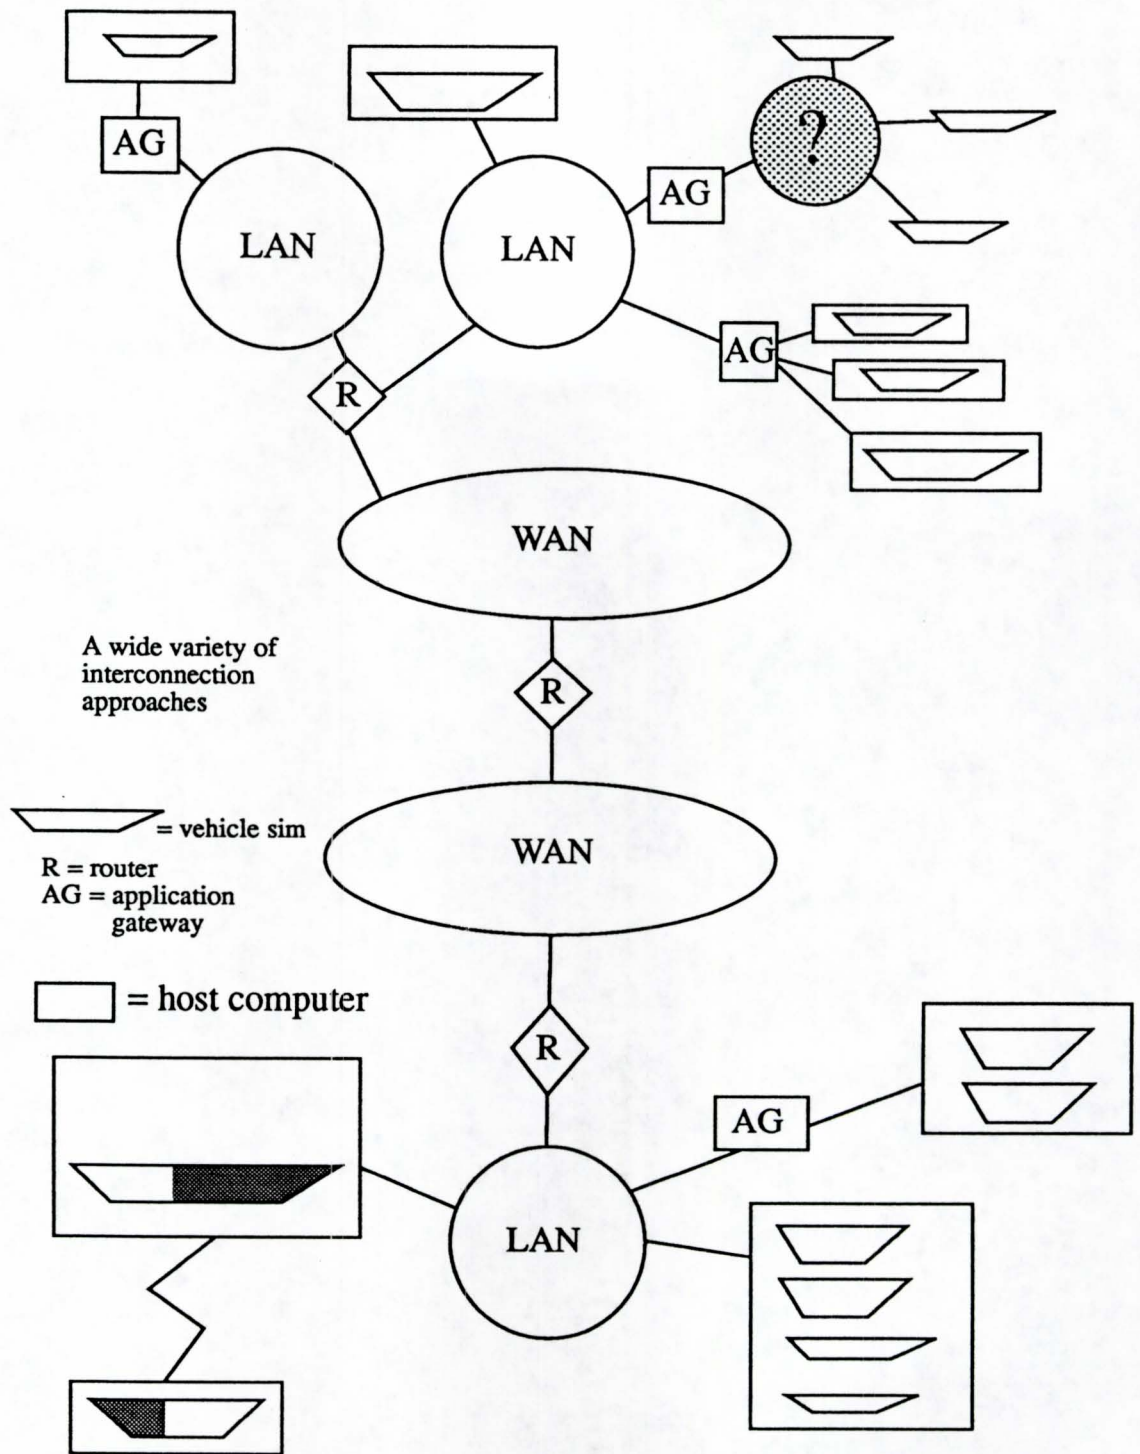 AG
LAN
LAN
AG
?
AG
R
WAN
A wide variety of
interconnection
approaches
R
= vehicle sim
R = router
AG = application
gateway
WAN
= host computer
R
AG
LAN